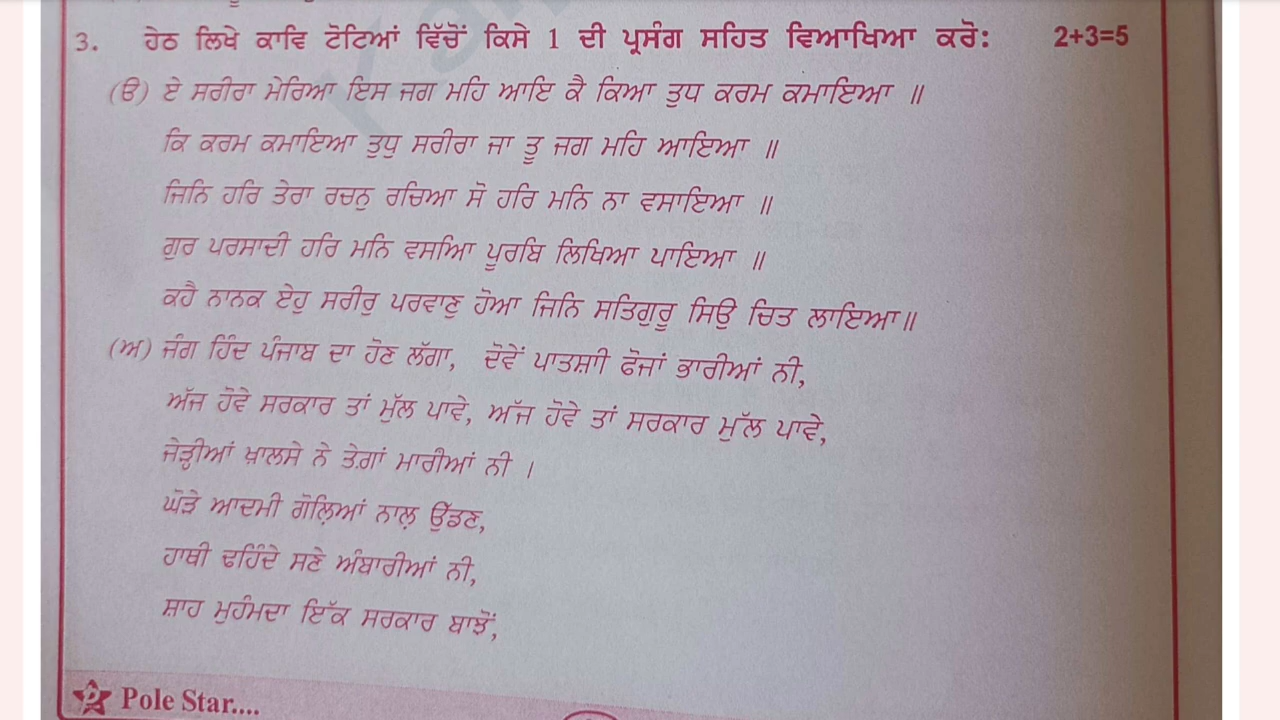 3. ਹੇਠ ਲਿਖੇ ਕਾਵਿ ਟੋਟਿਆਂ ਵਿੱਚੋਂ ਕਿਸੇ 1 ਦੀ ਪ੍ਰਸੰਗ ਸਹਿਤ ਵਿਆਖਿਆ ਕਰੋ: 2+3=5
(ੳ) ਏ ਸਰੀਰਾ ਮੇਰਿਆ ਇਸ ਜਗ ਮਹਿ ਆਇ ਕੈ ਕਿਆ ਤੁਧ ਕਰਮ ਕਮਾਇਆ ॥
ਕਿ ਕਰਮ ਕਮਾਇਆ ਤੁਧੁ ਸਰੀਰਾ ਜਾ ਤੂ ਜਗ ਮਹਿ ਆਇਆ ॥
ਜਿਨਿ ਹਰਿ ਤੇਰਾ ਰਚਨੁ ਰਚਿਆ ਸੋ ਹਰਿ ਮਨਿ ਨਾ ਵਸਾਇਆ ॥
ਗੁਰ ਪਰਸਾਦੀ ਹਰਿ ਮਨਿ ਵਸਆਿ ਪੂਰਬਿ ਲਿਖਿਆ ਪਾਇਆ ॥
ਕਹੈ ਨਾਨਕ ਏਹੁ ਸਰੀਰੁ ਪਰਵਾਣੁ ਹੋਆ ਜਿਨਿ ਸਤਿਗੁਰੂ ਸਿਉ ਚਿਤ ਲਾਇਆ॥
(ਅ) ਜੰਗ ਹਿੰਦ ਪੰਜਾਬ ਦਾ ਹੋਣ ਲੱਗਾ, ਦੋਵੇਂ ਪਾਤਸ਼ਾੀ ਫੋਜਾਂ ਭਾਰੀਆਂ ਨੀ,
ਅੱਜ ਹੋਵੇ ਸਰਕਾਰ ਤਾਂ ਮੁੱਲ ਪਾਵੇ, ਅੱਜ ਹੋਵੇ ਤਾਂ ਸਰਕਾਰ ਮੁੱਲ ਪਾਵੇ,
ਜੇੜ੍ਹੀਆਂ ਖ਼ਾਲਸੇ ਨੇ ਤੇਗ਼ਾਂ ਮਾਰੀਆਂ ਨੀ ।
ਘੋੜੇ ਆਦਮੀ ਗੋਲ਼ਿਆਂ ਨਾਲ਼ ਉੱਡਣ,
ਹਾਥੀ ਢਹਿੰਦੇ ਸਣੇ ਅੰਬਾਰੀਆਂ ਨੀ,
ਸ਼ਾਹ ਮੁਹੰਮਦਾ ਇੱਕ ਸਰਕਾਰ ਬਾਝੋਂ,
Pole Star....